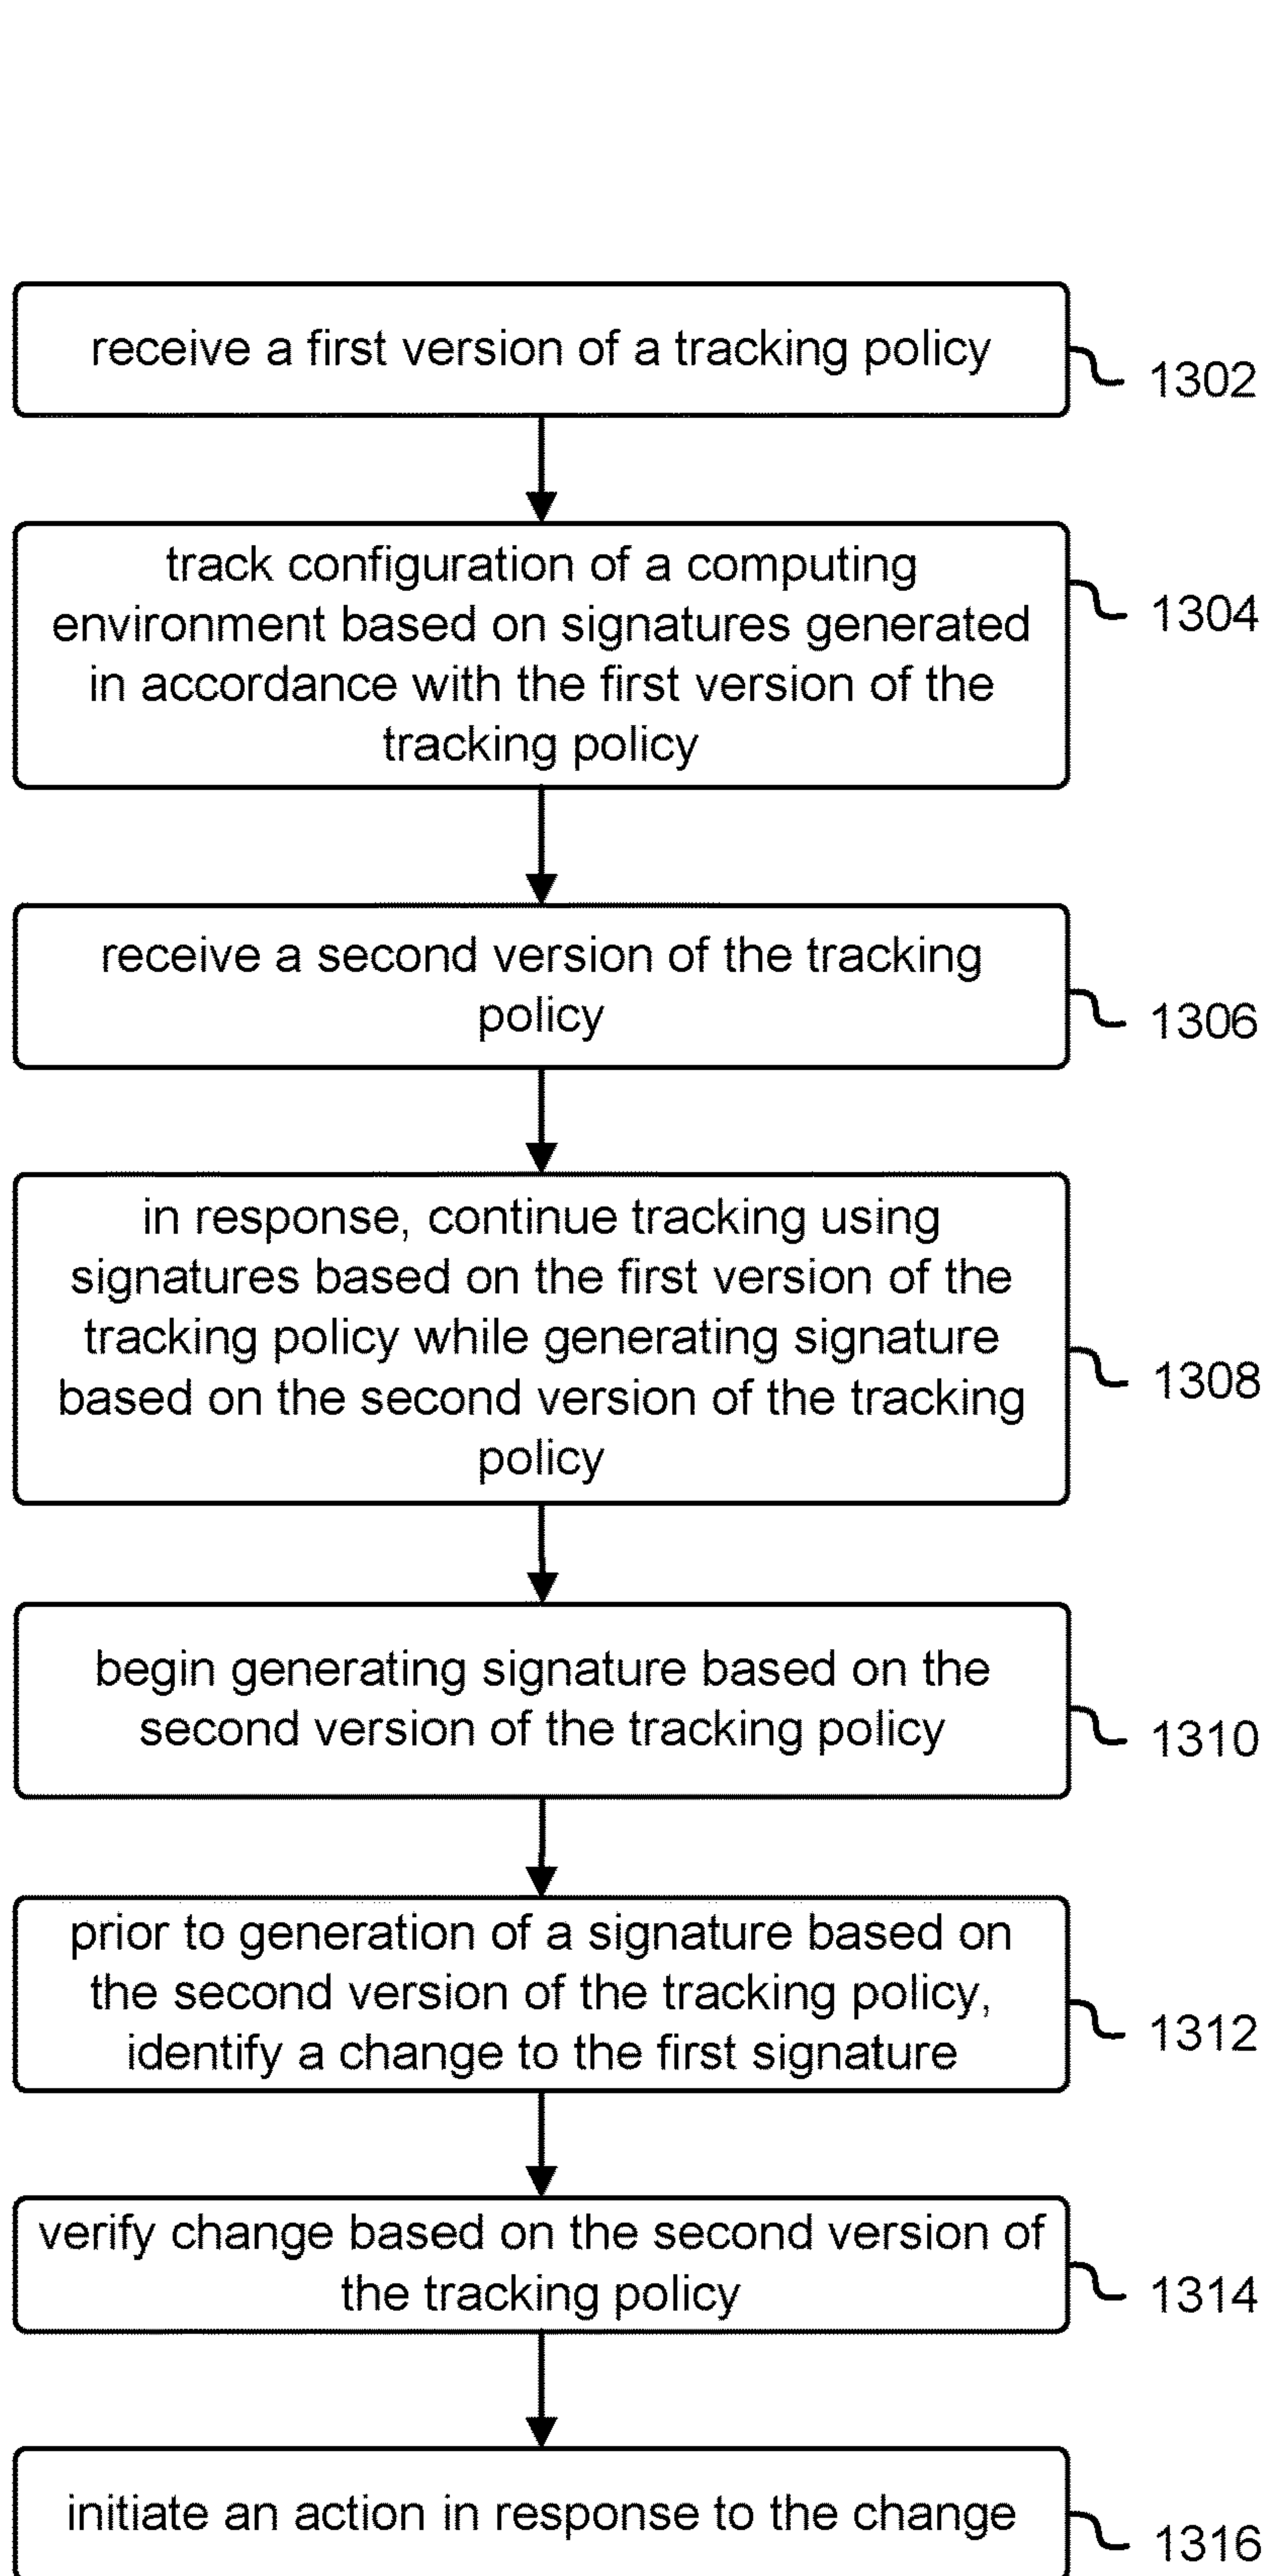 receive a first version of a tracking policy
1302
track configuration of a computing
environment based on signatures generated
in accordance with the first version of the
tracking policy
1304
receive a second version of the tracking
policy
1306
in response, continue tracking using
signatures based on the first version of the
tracking policy while generating signature
based on the second version of the tracking
policy
1308
begin generating signature based on the
second version of the tracking policy
1310
prior to generation of a signature based on
the second version of the tracking policy,
identify a change to the first signature
1312
verify change based on the second version of
the tracking policy
1314
initiate an action in response to the change
1316